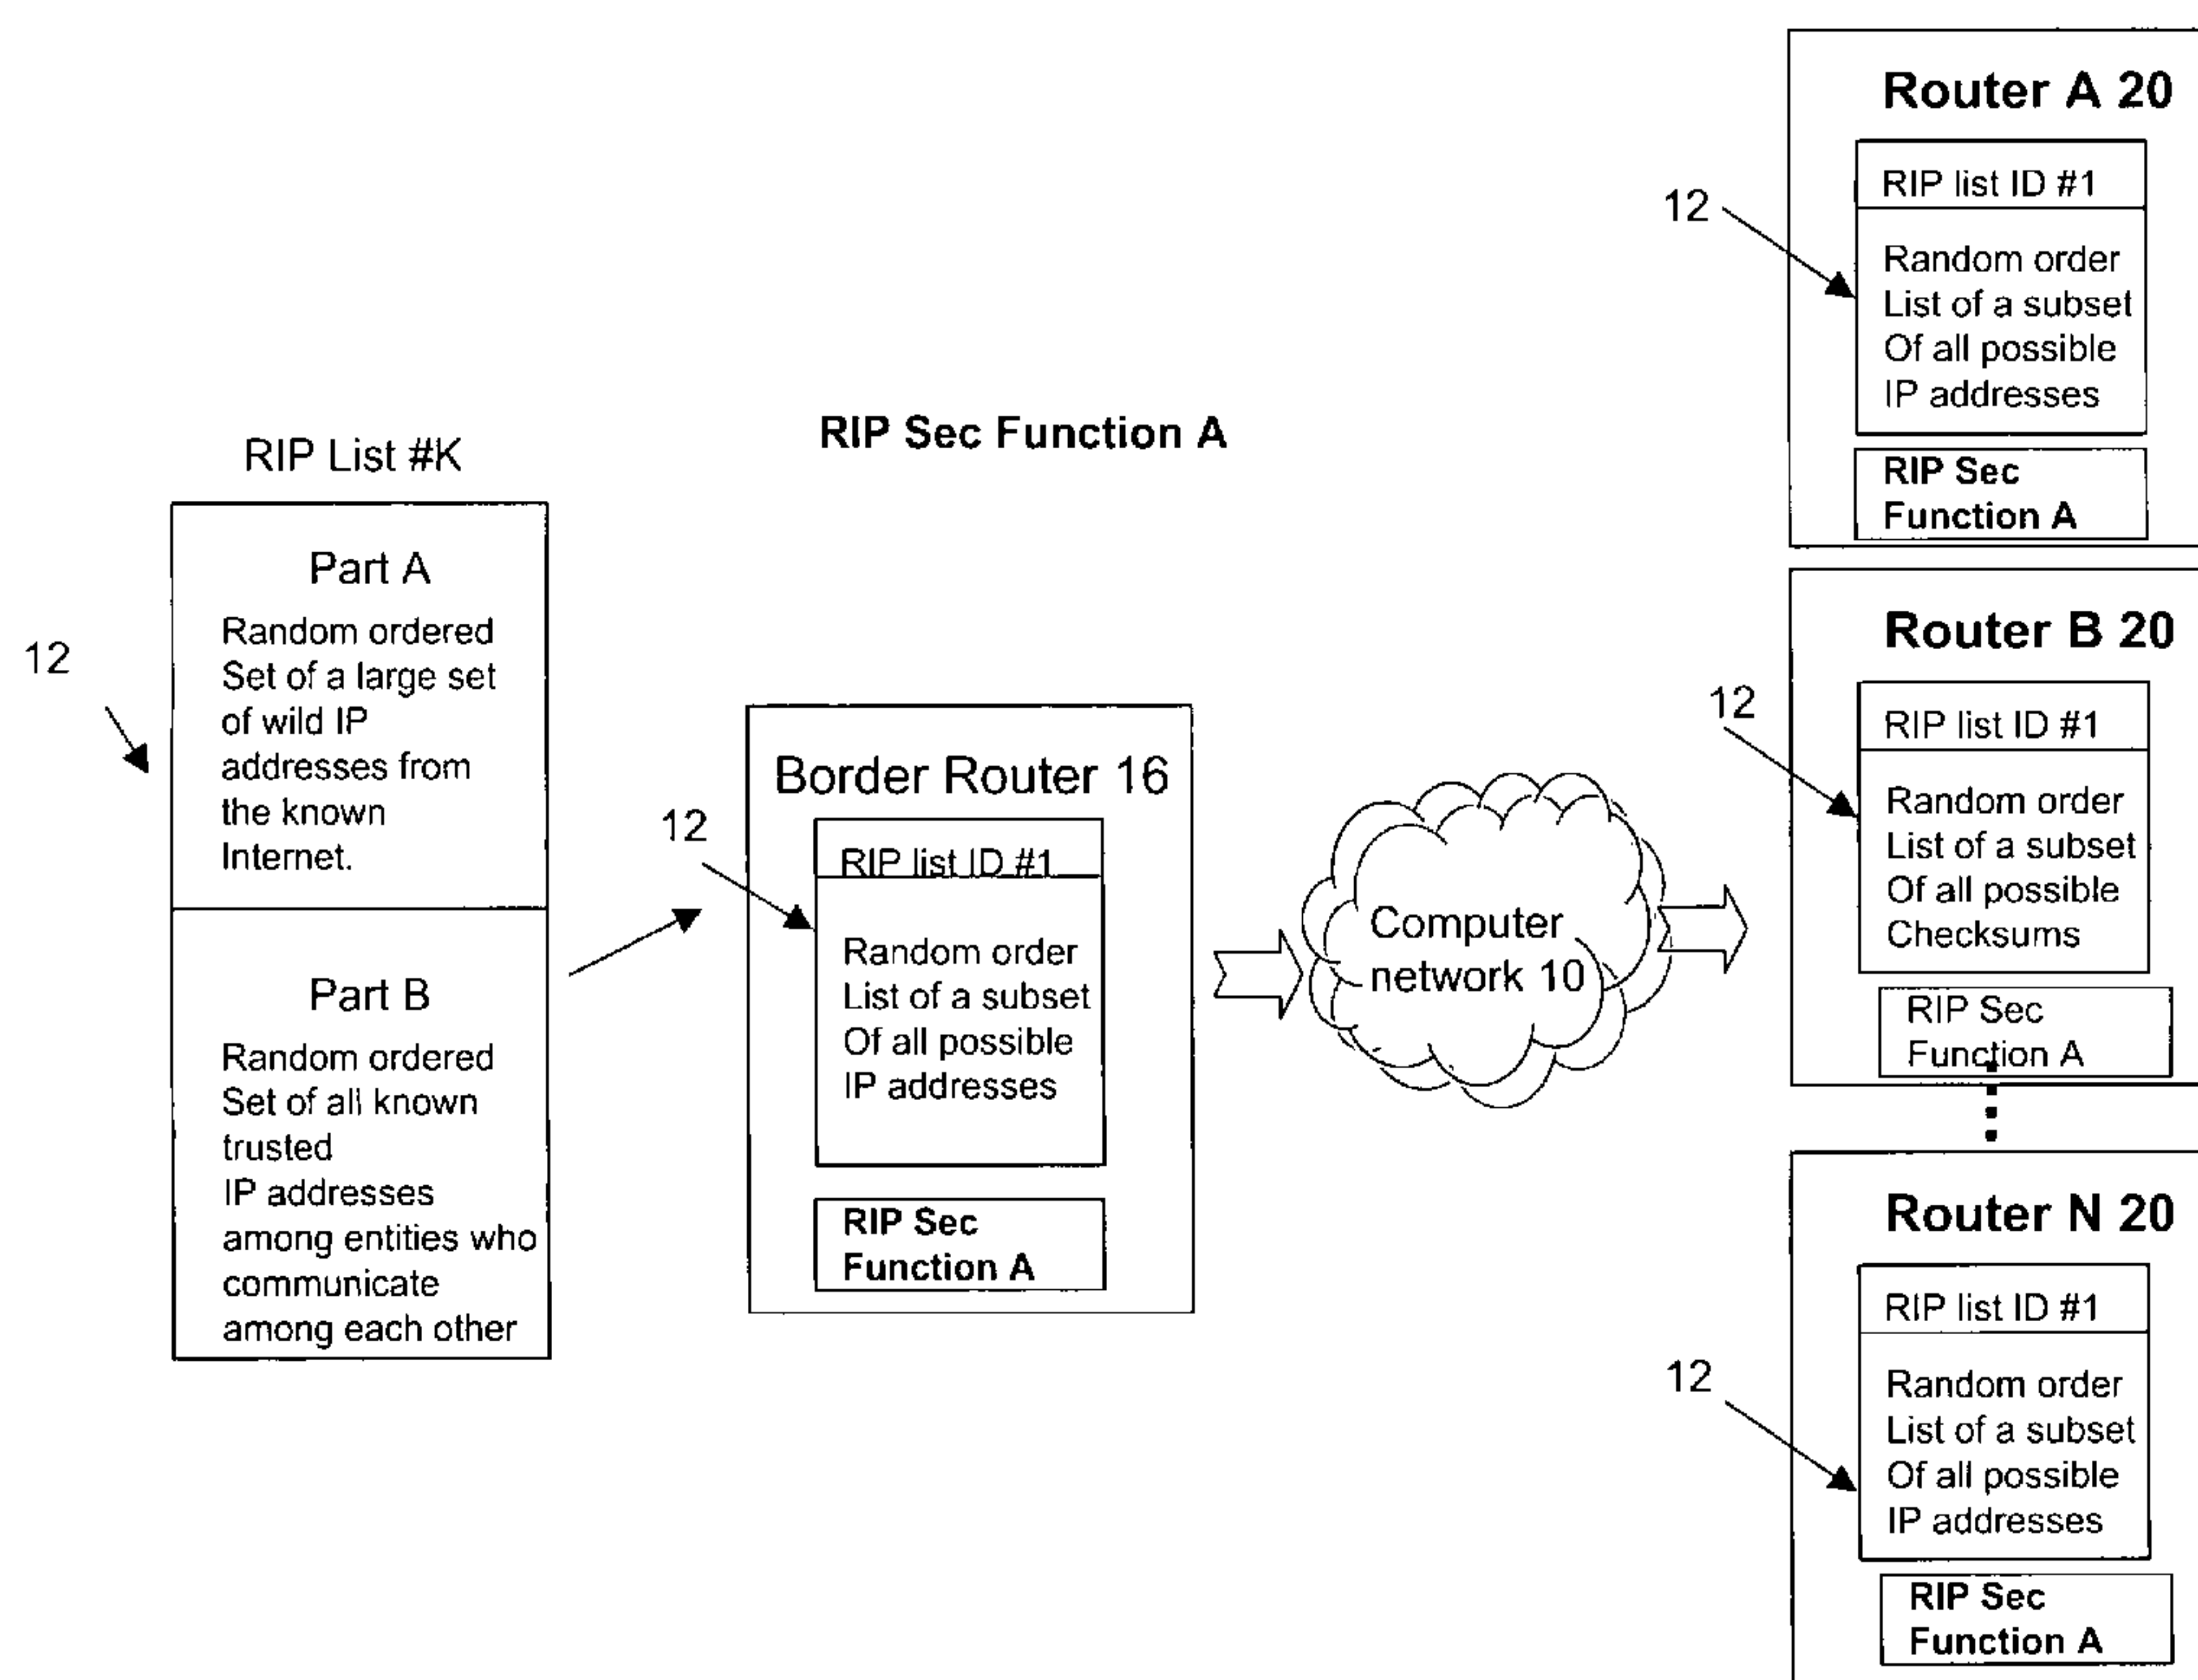 RIP List #K
12
Part A
Random ordered
Set of a large set
of wild IP
addresses from
the known
Internet.
Part B
Random ordered
Set of all known
trusted
IP addresses
among entities who
communicate
among each other
RIP Sec Function A
12
Border Router 16
RIP list ID #1
Random order
List of a subset
Of all possible
IP addresses
RIP Sec
Function A
Computer
network 10
Router A 20
12
RIP list ID #1
Random order
List of a subset
Of all possible
IP addresses
RIP Sec
Function A
Router B 20
12
RIP list ID #1
Random order
List of a subset
Of all possible
Checksums
RIP Sec
Function A
Router N 20
12
RIP list ID #1
Random order
List of a subset
Of all possible
IP addresses
RIP Sec
Function A